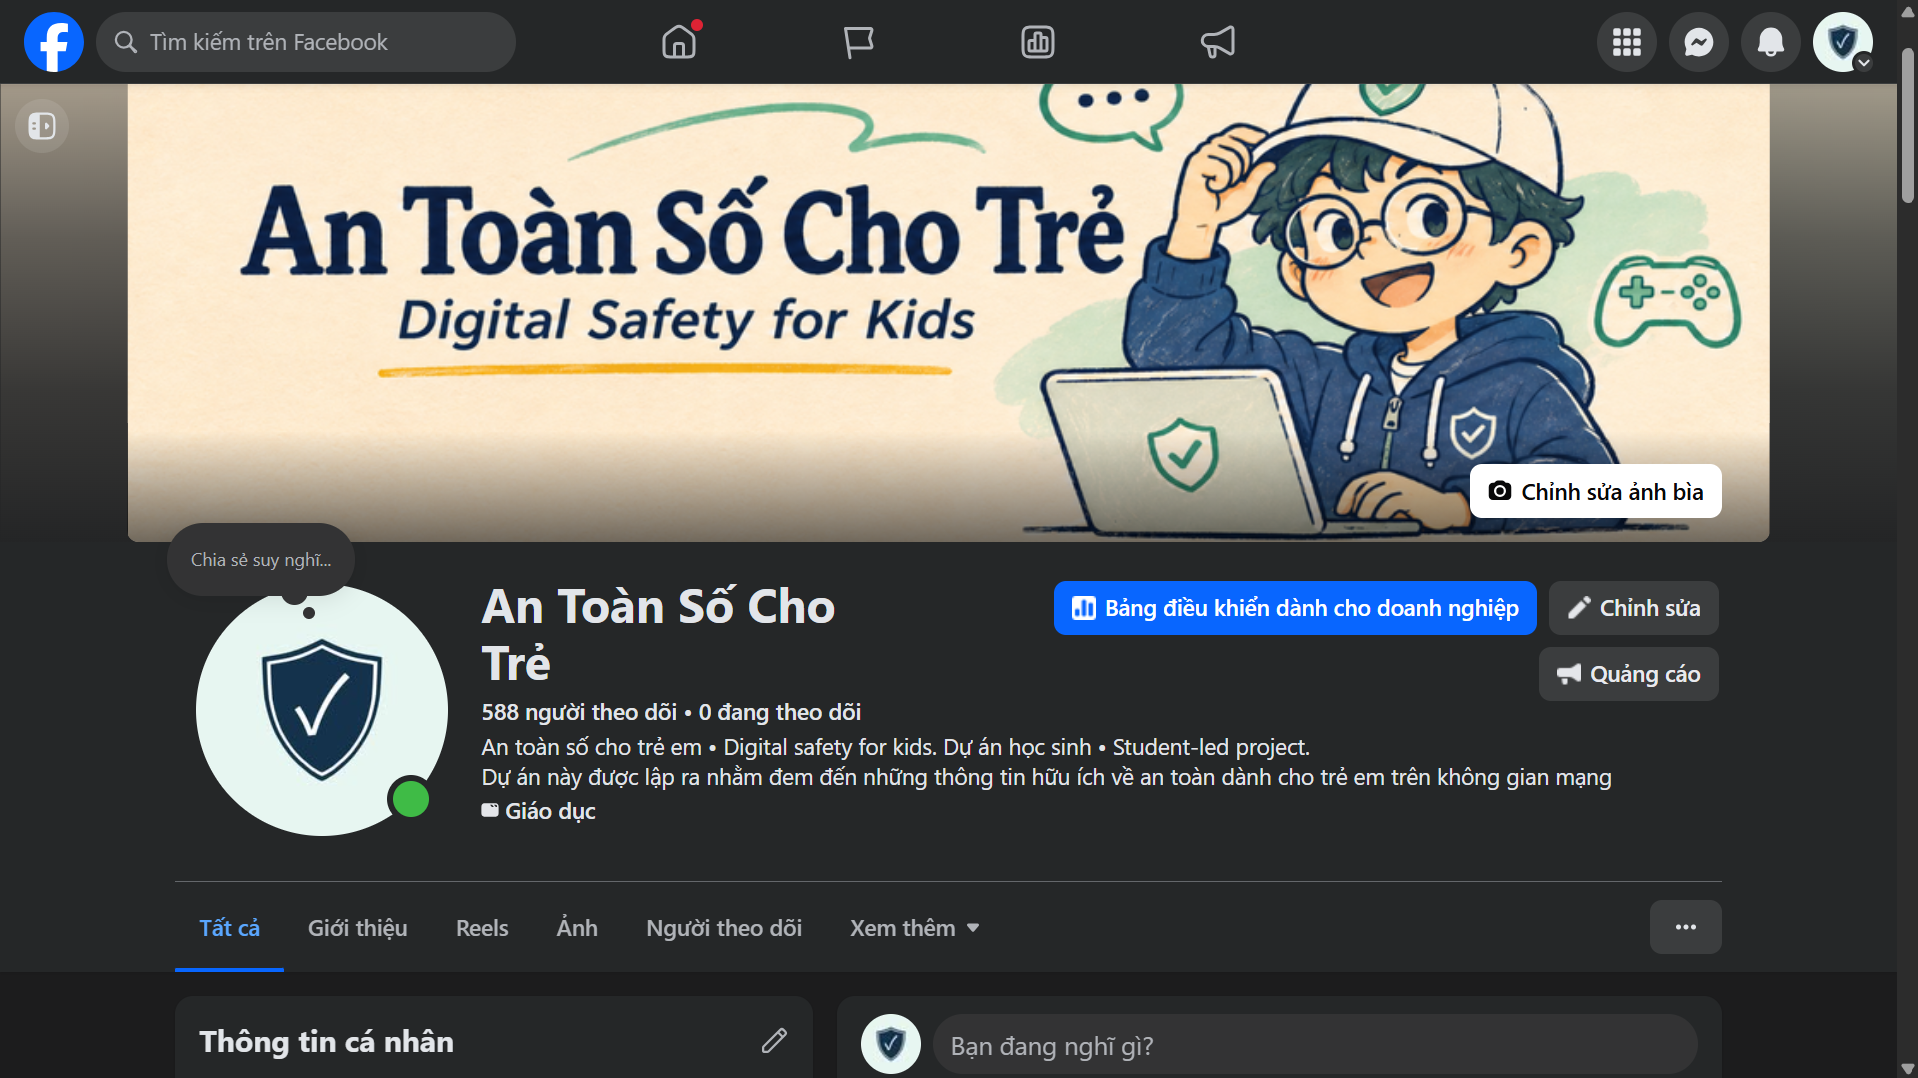 Tìm kiếm trên Facebook
An Toàn Số Cho Trẻ
Digital Safety for Kids
Chỉnh sửa ảnh bìa
Chia sẻ suy nghĩ...
An Toàn Số Cho
Trẻ
588 người theo dõi • 0 đang theo dõi
An toàn số cho trẻ em • Digital safety for kids. Dự án học sinh • Student-led project.
Dự án này được lập ra nhằm đem đến những thông tin hữu ích về an toàn dành cho trẻ em trên không gian mạng
Giáo dục
Bảng điều khiển dành cho doanh nghiệp
Chỉnh sửa
Quảng cáo
Tất cả
Giới thiệu
Reels
Ảnh
Người theo dõi
Xem thêm
Thông tin cá nhân
Bạn đang nghĩ gì?